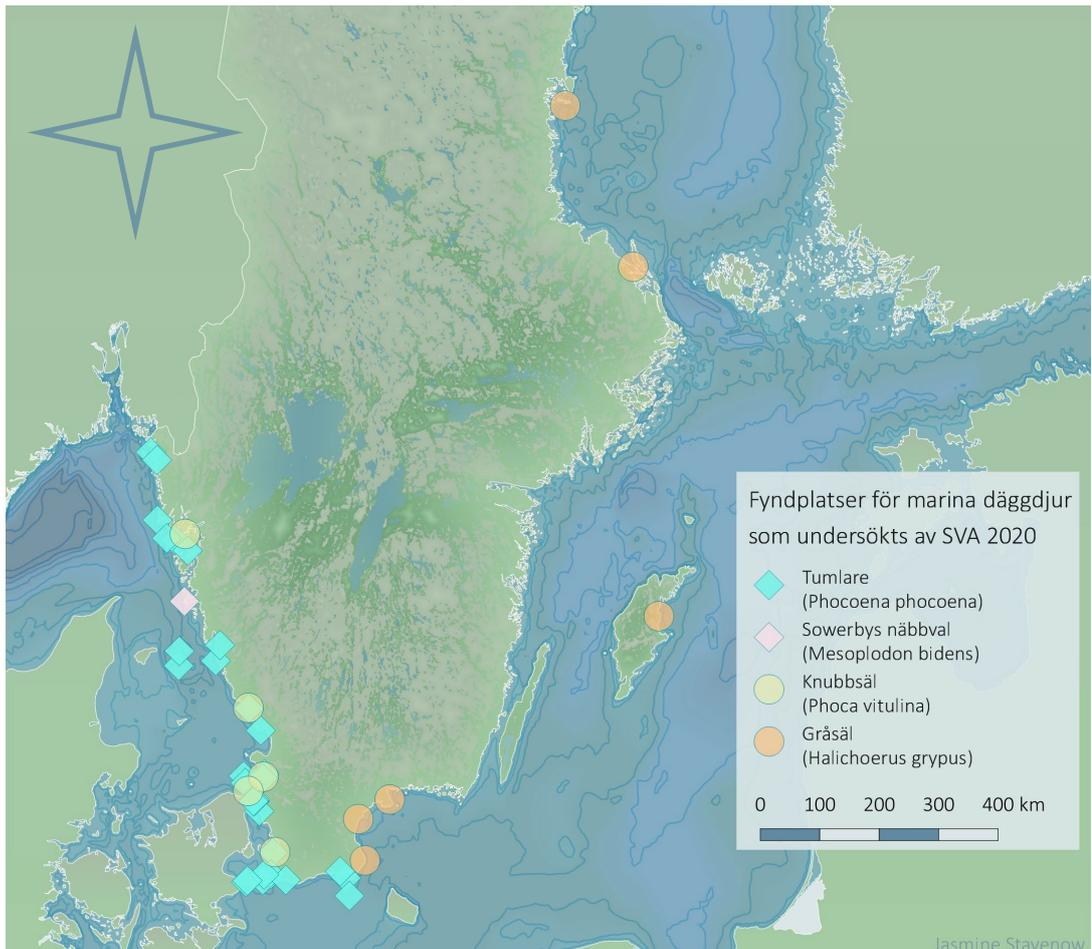 Fyndplatser för marina däggdjur
som undersökts av SVA 2020
Tumlare
(Phocoena phocoena)
Sowerbys näbbval
(Mesoplodon bidens)
Knubbsäl
(Phoca vitulina)
Gråsäl
(Halichoerus grypus)
0 100 200 300 400 km
Jasmine Stavenow